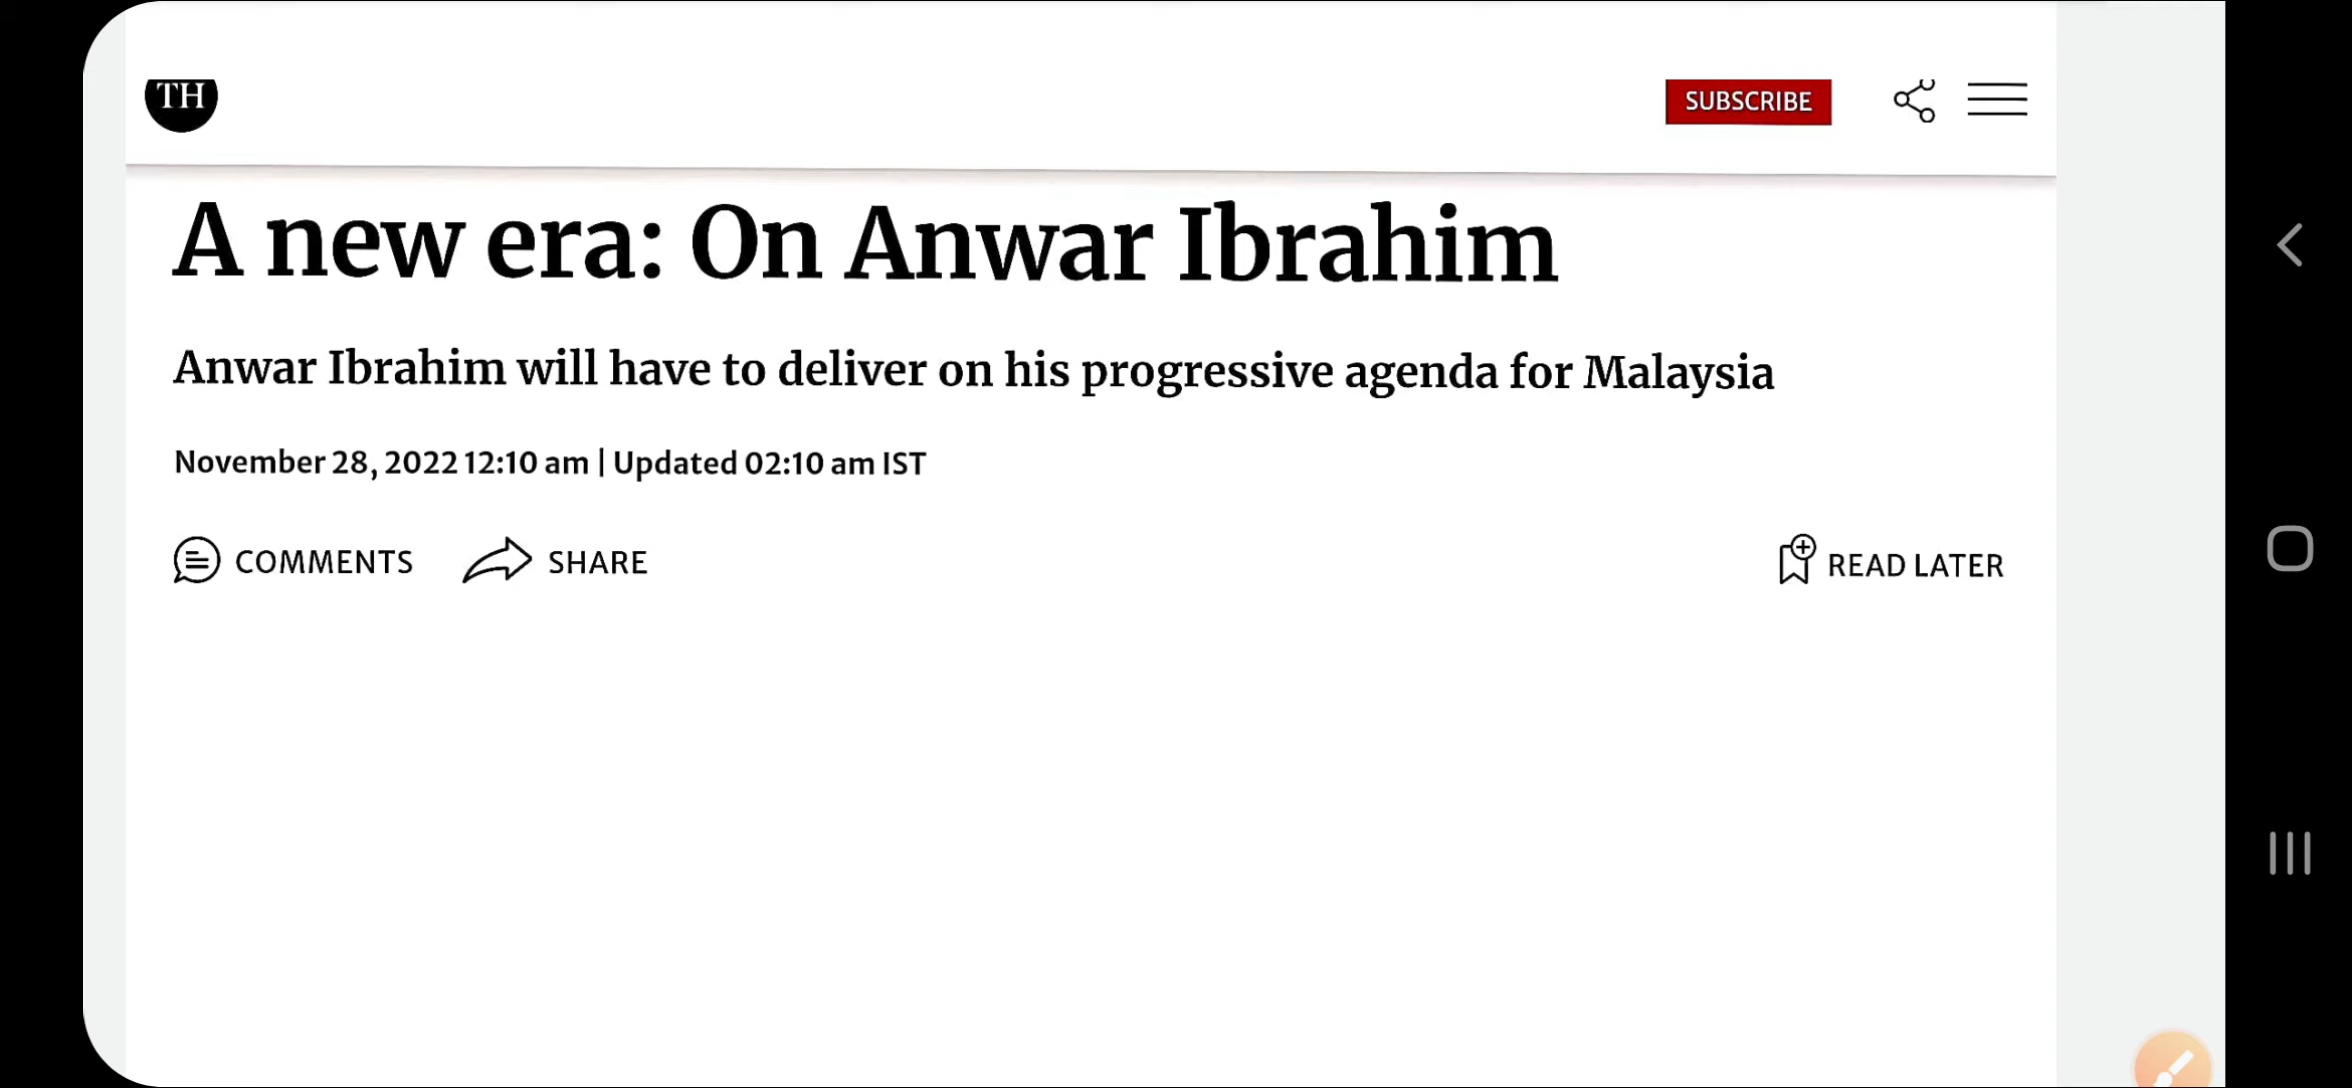 TH
SUBSCRIBE
A new era: On Anwar Ibrahim
Anwar Ibrahim will have to deliver on his progressive agenda for Malaysia
November 28, 2022 12:10 am | Updated 02:10 am IST
COMMENTS SHARE READ LATER